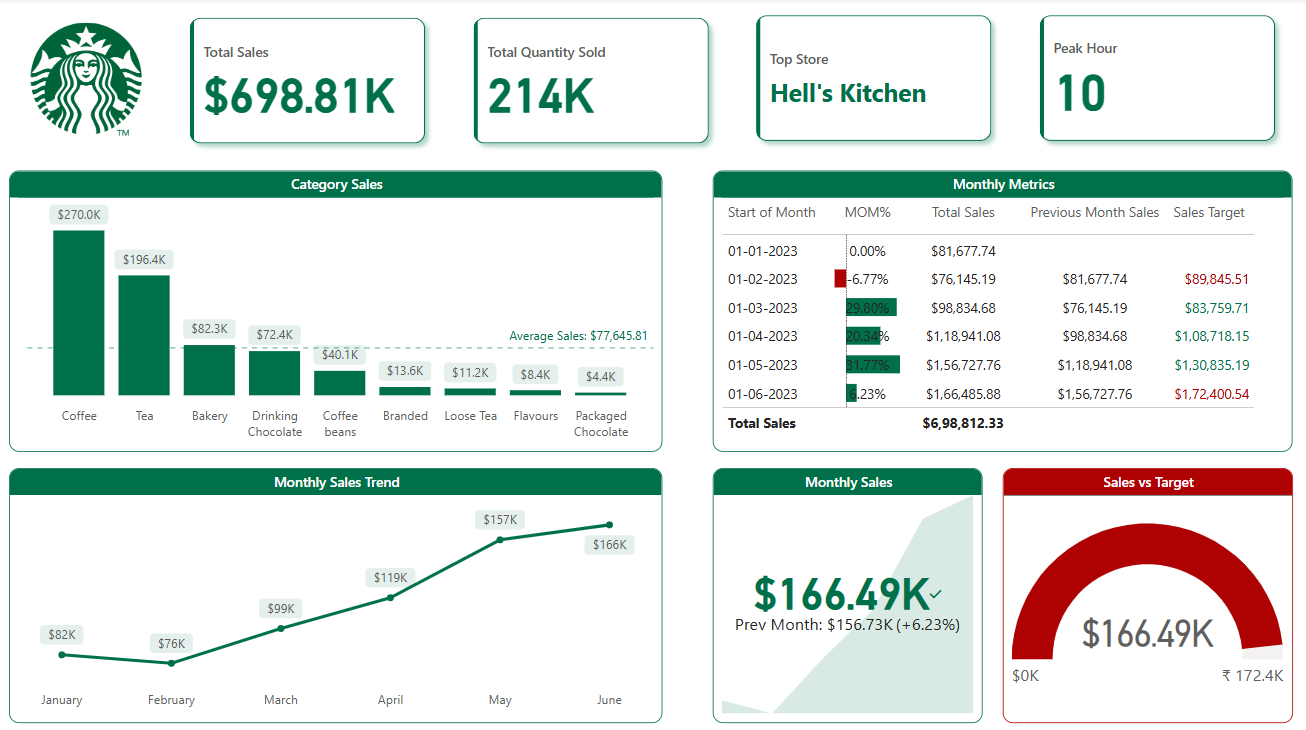 TM
Total Sales
$698.81K
Total Quantity Sold
214K
Top Store
Hell's Kitchen
Peak Hour
10
Category Sales
$270.0K
$196.4K
$82.3K
$72.4K
$40.1K
$13.6K
$11.2K
$8.4K
$4.4K
Average Sales: $77,645.81
Coffee Tea Bakery Drinking Chocolate Coffee beans Branded Loose Tea Flavours Packaged Chocolate
Monthly Metrics
Start of Month MOM% Total Sales Previous Month Sales Sales Target
01-01-2023 0.00% $81,677.74
01-02-2023 -6.77% $76,145.19 $81,677.74 $89,845.51
01-03-2023 29.80% $98,834.68 $76,145.19 $83,759.71
01-04-2023 20.34% $1,18,941.08 $98,834.68 $1,08,718.15
01-05-2023 31.77% $1,56,727.76 $1,18,941.08 $1,30,835.19
01-06-2023 6.23% $1,66,485.88 $1,56,727.76 $1,72,400.54
Total Sales $6,98,812.33
Monthly Sales Trend
$82K
$76K
$99K
$119K
$157K
$166K
January February March April May June
Monthly Sales
$166.49K
Prev Month: $156.73K (+6.23%)
Sales vs Target
$166.49K
$0K ₹ 172.4K